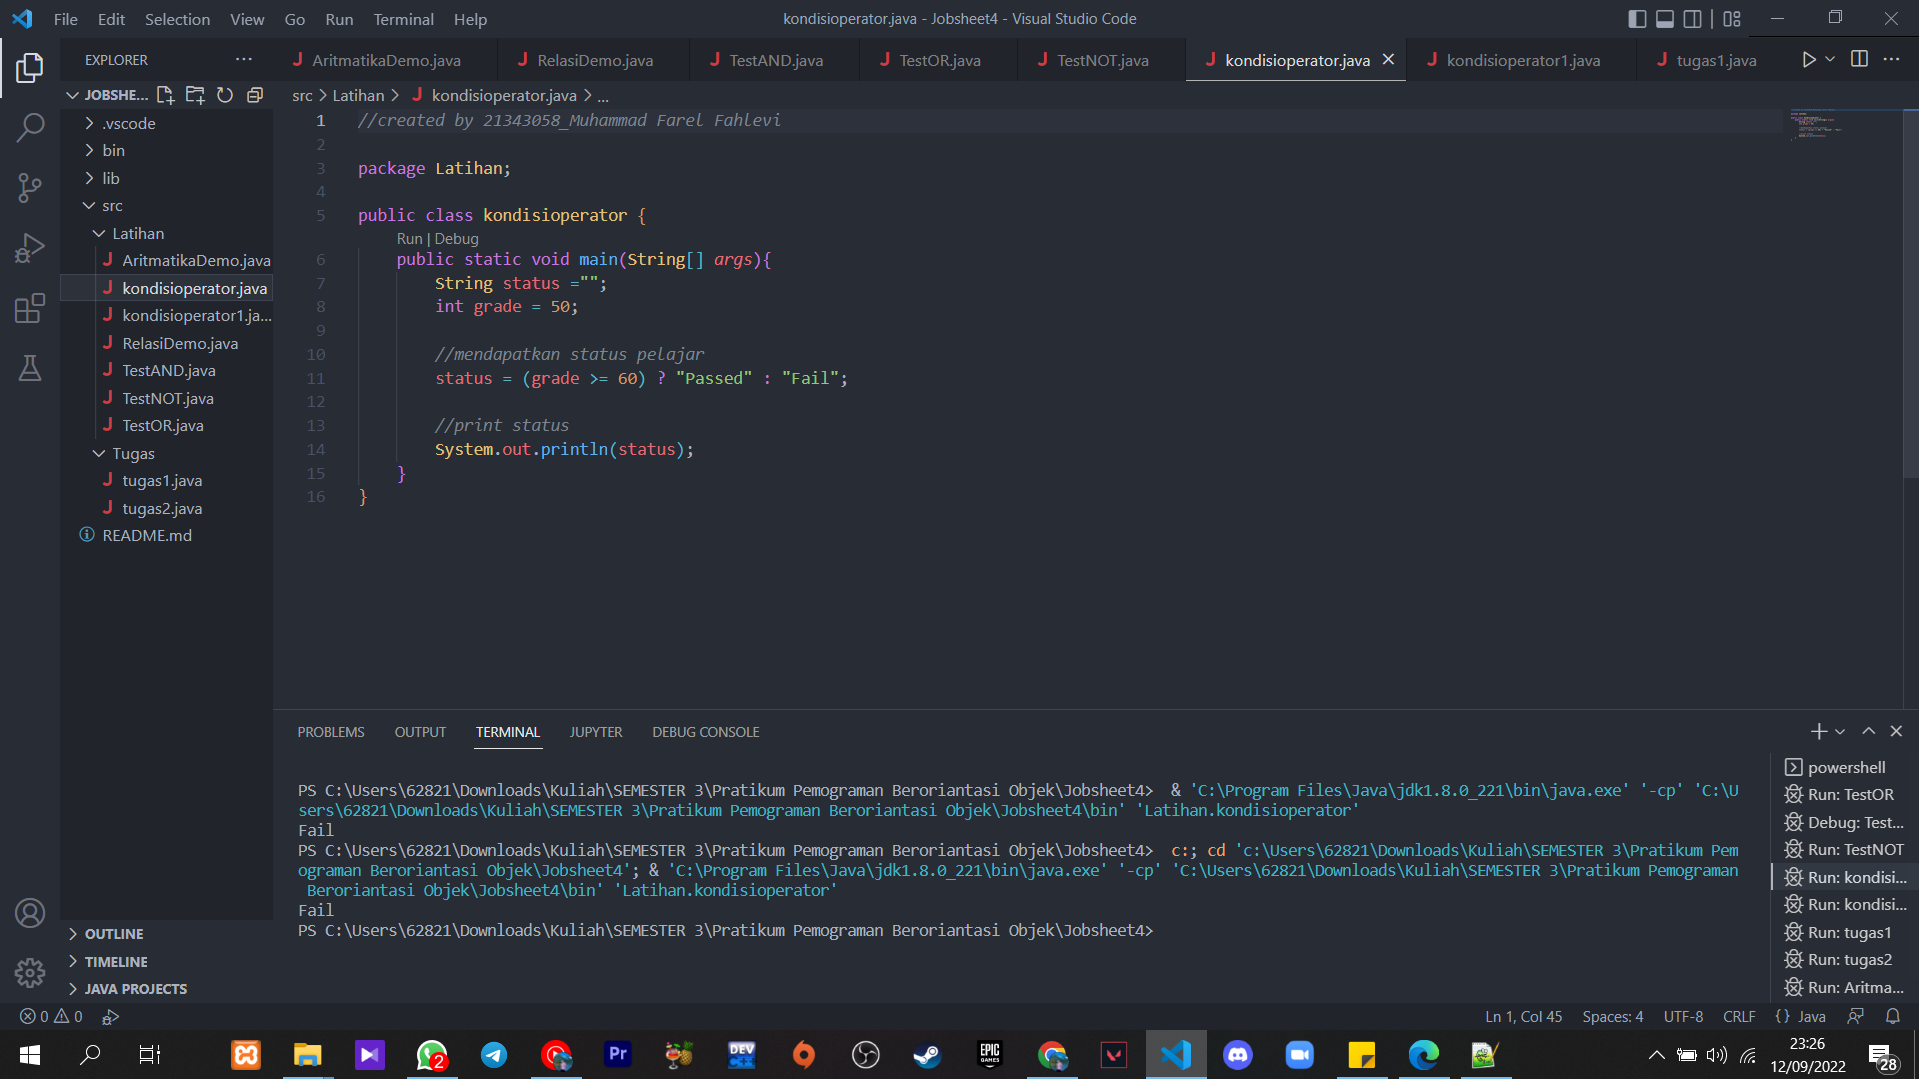 File Edit Selection View Go Run Terminal Help
kondisioperator.java - Jobsheet4 - Visual Studio Code
EXPLORER
AritmatikaDemo.java RelasiDemo.java TestAND.java TestOR.java TestNOT.java kondisioperator.java kondisioperator1.java tugas1.java
JOBSHE...
src > Latihan > kondisioperator.java > ...
.vscode
bin
lib
src
Latihan
AritmatikaDemo.java
kondisioperator.java
kondisioperator1.ja...
RelasiDemo.java
TestAND.java
TestNOT.java
TestOR.java
Tugas
tugas1.java
tugas2.java
README.md
OUTLINE
TIMELINE
JAVA PROJECTS
1 //created by 21343058_Muhammad Farel Fahlevi
2
3 package Latihan;
4
5 public class kondisioperator {
Run | Debug
6 public static void main(String[] args){
7 String status ="";
8 int grade = 50;
9
10 //mendapatkan status pelajar
11 status = (grade >= 60) ? "Passed" : "Fail";
12
13 //print status
14 System.out.println(status);
15 }
16 }
PROBLEMS OUTPUT TERMINAL JUPYTER DEBUG CONSOLE
PS C:\Users\62821\Downloads\Kuliah\SEMESTER 3\Pratikum Pemograman Beroriantasi Objek\Jobsheet4>  & 'C:\Program Files\Java\jdk1.8.0_221\bin\java.exe' '-cp' 'C:\U
sers\62821\Downloads\Kuliah\SEMESTER 3\Pratikum Pemograman Beroriantasi Objek\Jobsheet4\bin' 'Latihan.kondisioperator'
Fail
PS C:\Users\62821\Downloads\Kuliah\SEMESTER 3\Pratikum Pemograman Beroriantasi Objek\Jobsheet4>  c:; cd 'c:\Users\62821\Downloads\Kuliah\SEMESTER 3\Pratikum Pem
ograman Beroriantasi Objek\Jobsheet4'; & 'C:\Program Files\Java\jdk1.8.0_221\bin\java.exe' '-cp' 'C:\Users\62821\Downloads\Kuliah\SEMESTER 3\Pratikum Pemograman
Beroriantasi Objek\Jobsheet4\bin' 'Latihan.kondisioperator'
Fail
PS C:\Users\62821\Downloads\Kuliah\SEMESTER 3\Pratikum Pemograman Beroriantasi Objek\Jobsheet4>
powershell
Run: TestOR
Debug: Test...
Run: TestNOT
Run: kondisi...
Run: kondisi...
Run: tugas1
Run: tugas2
Run: Aritma...
0 0
Ln 1, Col 45 Spaces: 4 UTF-8 CRLF {} Java
2
Pr
DEV C++
EPIC GAMES
23:26
12/09/2022
28